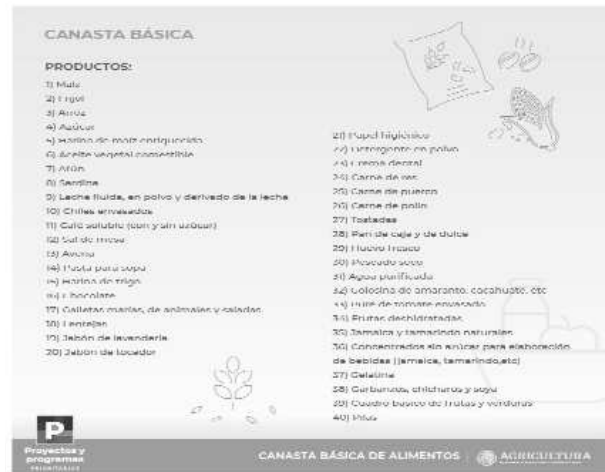 CANASTA BÁSICA
PRODUCTOS:
1) Maíz
2) Frijol
3) Arroz
4) Azúcar
5) Harina de maíz enriquecido
6) Aceite vegetal comestible
7) Atún
8) Sardina
9) Leche fluida, en polvo y derivado de la leche
10) Chiles envasados
11) Café soluble (con y sin azúcar)
12) Sal de mesa
13) Avena
14) Pasta para sopa
15) Harina de trigo
16) Chocolate
17) Galletas marías, de animales y saladas
18) Lentejas
19) Jabón de lavandería
20) Jabón de tocador
21) Papel higiénico
22) Detergente en polvo
23) Crema dental
24) Carne de res
25) Carne de puerco
26) Carne de pollo
27) Tostadas
28) Pan de caja y de dulce
29) Huevo fresco
30) Pescado seco
31) Agua purificada
32) Golosina de amaranto, cacahuate, etc
33) Puré de tomate envasado
34) Frutas deshidratadas
35) Jamaica y tamarindo naturales
36) Concentrados sin azúcar para elaboración
de bebidas (jamaica, tamarindo,etc)
37) Gelatina
38) Garbanzos, chícharos y soya
39) Cuadro básico de frutas y verduras
40) Pilas
P
Proyectos y
programas
PRIORITARIOS
CANASTA BÁSICA DE ALIMENTOS
AGRICULTURA